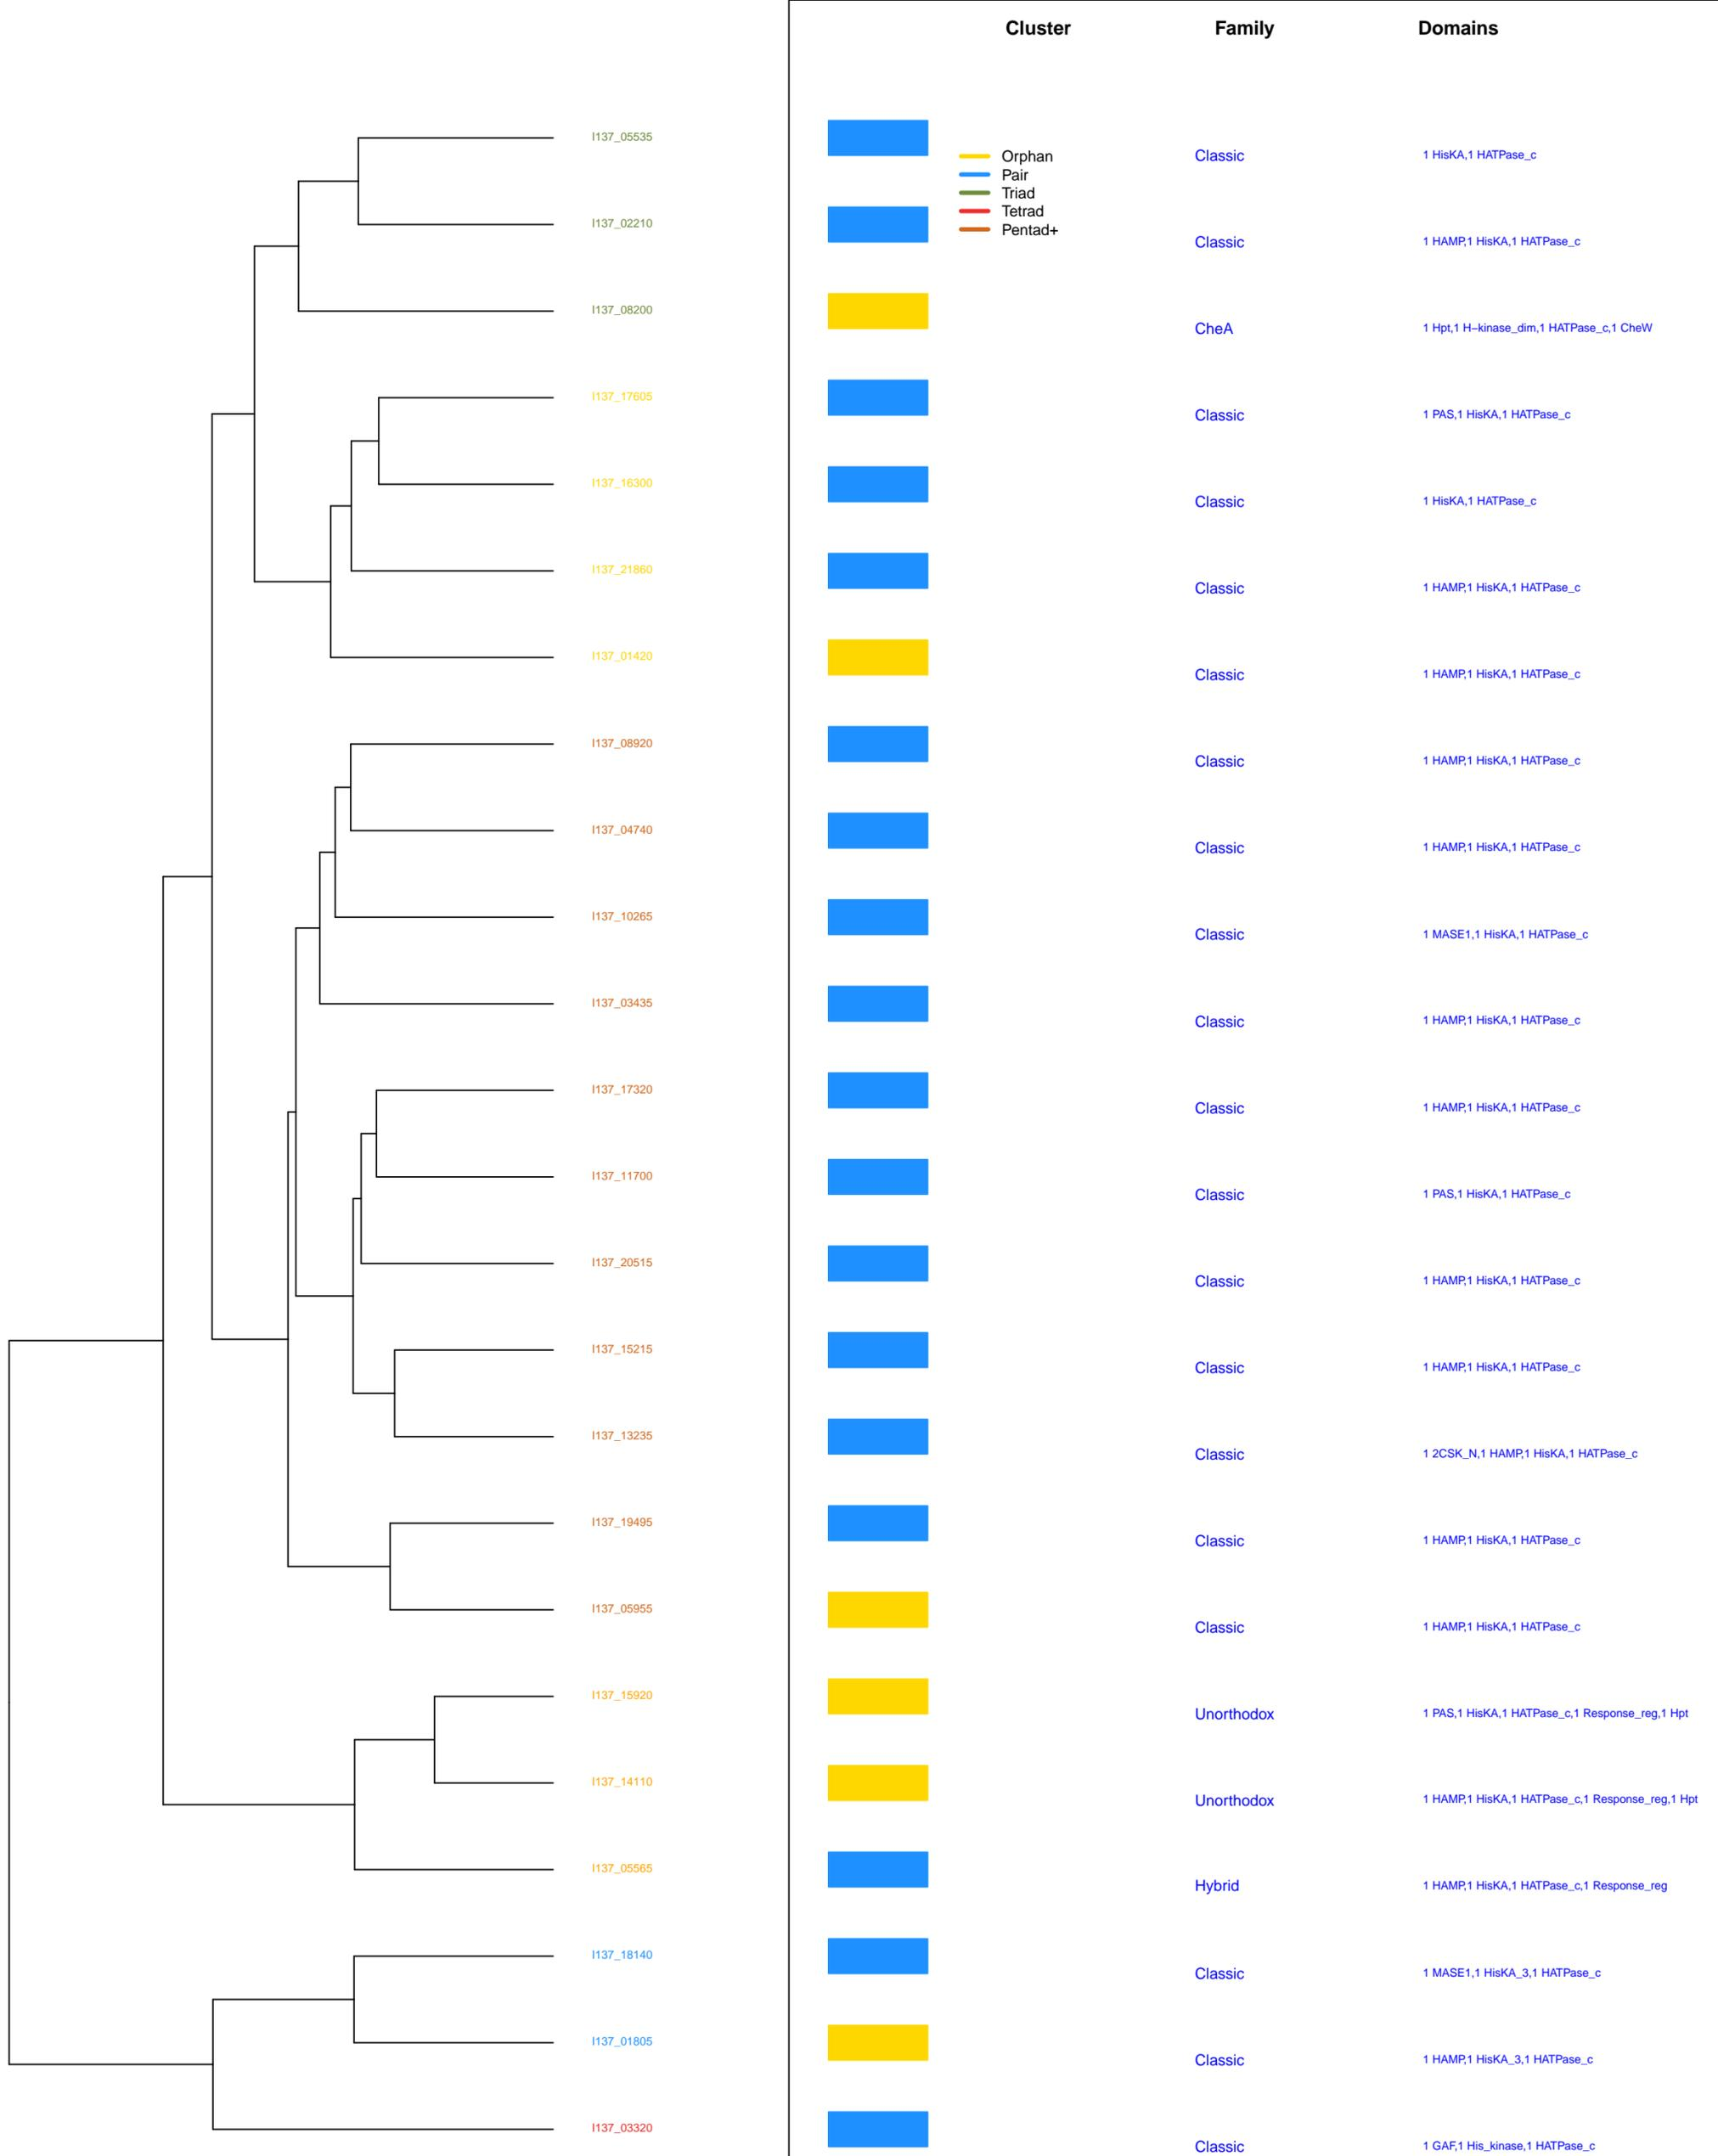 Cluster Family Domains
I137_05535
Orphan
Classic 1 HisKA,1 HATPase_c
Pair
Triad
Tetrad
I137_02210
Pentad+
Classic 1 HAMP,1 HisKA,1 HATPase_c
I137_08200
CheA 1 Hpt,1 H−kinase_dim,1 HATPase_c,1 CheW
I137_17605
Classic 1 PAS,1 HisKA,1 HATPase_c
I137_16300
Classic 1 HisKA,1 HATPase_c
I137_21860
Classic 1 HAMP,1 HisKA,1 HATPase_c
I137_01420
Classic 1 HAMP,1 HisKA,1 HATPase_c
I137_08920
Classic 1 HAMP,1 HisKA,1 HATPase_c
I137_04740
Classic 1 HAMP,1 HisKA,1 HATPase_c
I137_10265
Classic 1 MASE1,1 HisKA,1 HATPase_c
I137_03435
Classic 1 HAMP,1 HisKA,1 HATPase_c
I137_17320
Classic 1 HAMP,1 HisKA,1 HATPase_c
I137_11700
Classic 1 PAS,1 HisKA,1 HATPase_c
I137_20515
Classic 1 HAMP,1 HisKA,1 HATPase_c
I137_15215
Classic 1 HAMP,1 HisKA,1 HATPase_c
I137_13235
Classic 1 2CSK_N,1 HAMP,1 HisKA,1 HATPase_c
I137_19495
Classic 1 HAMP,1 HisKA,1 HATPase_c
I137_05955
Classic 1 HAMP,1 HisKA,1 HATPase_c
I137_15920
Unorthodox 1 PAS,1 HisKA,1 HATPase_c,1 Response_reg,1 Hpt
I137_14110
Unorthodox 1 HAMP,1 HisKA,1 HATPase_c,1 Response_reg,1 Hpt
I137_05565
Hybrid 1 HAMP,1 HisKA,1 HATPase_c,1 Response_reg
I137_18140
Classic 1 MASE1,1 HisKA_3,1 HATPase_c
I137_01805
Classic 1 HAMP,1 HisKA_3,1 HATPase_c
I137_03320
Classic 1 GAF,1 His_kinase,1 HATPase_c